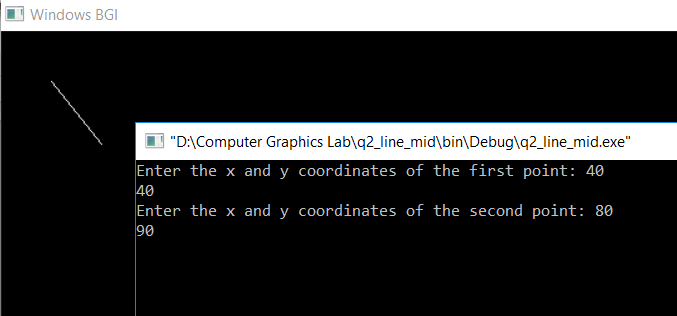 Windows BGI
"D:\Computer Graphics Lab\q2_line_mid\bin\Debug\q2_line_mid.exe"
Enter the x and y coordinates of the first point: 40
40
Enter the x and y coordinates of the second point: 80
90